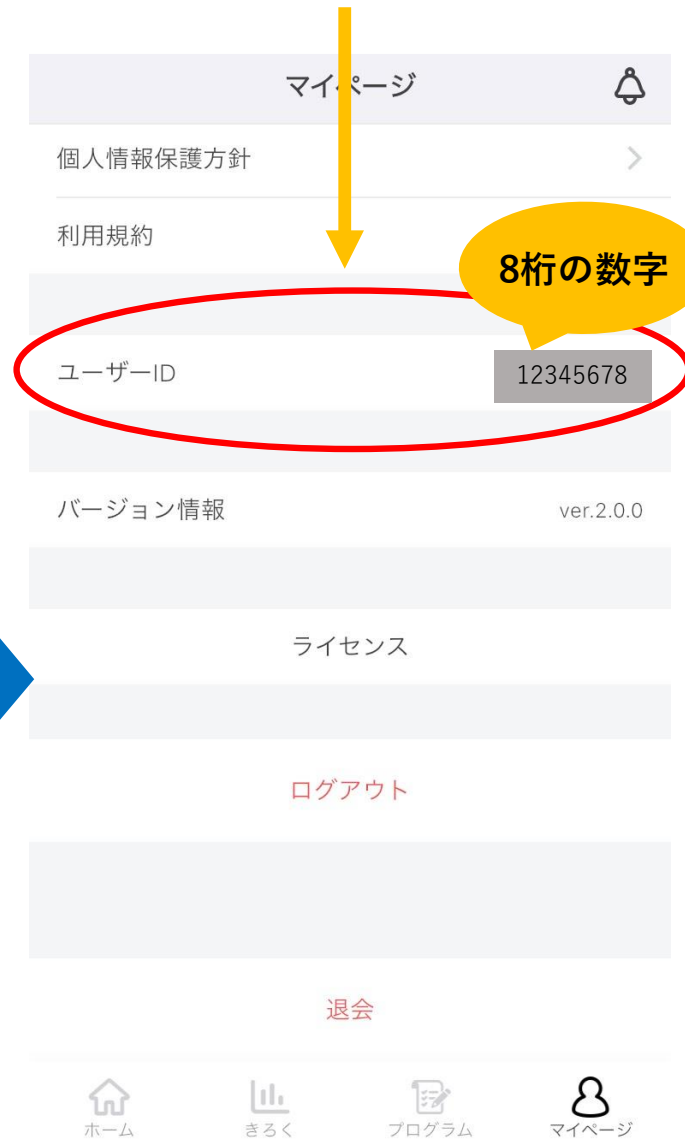 マイページ
個人情報保護方針
利用規約
8桁の数字
ユーザーID 12345678
バージョン情報 ver.2.0.0
ライセンス
ログアウト
退会
ホーム きろく プログラム マイページ